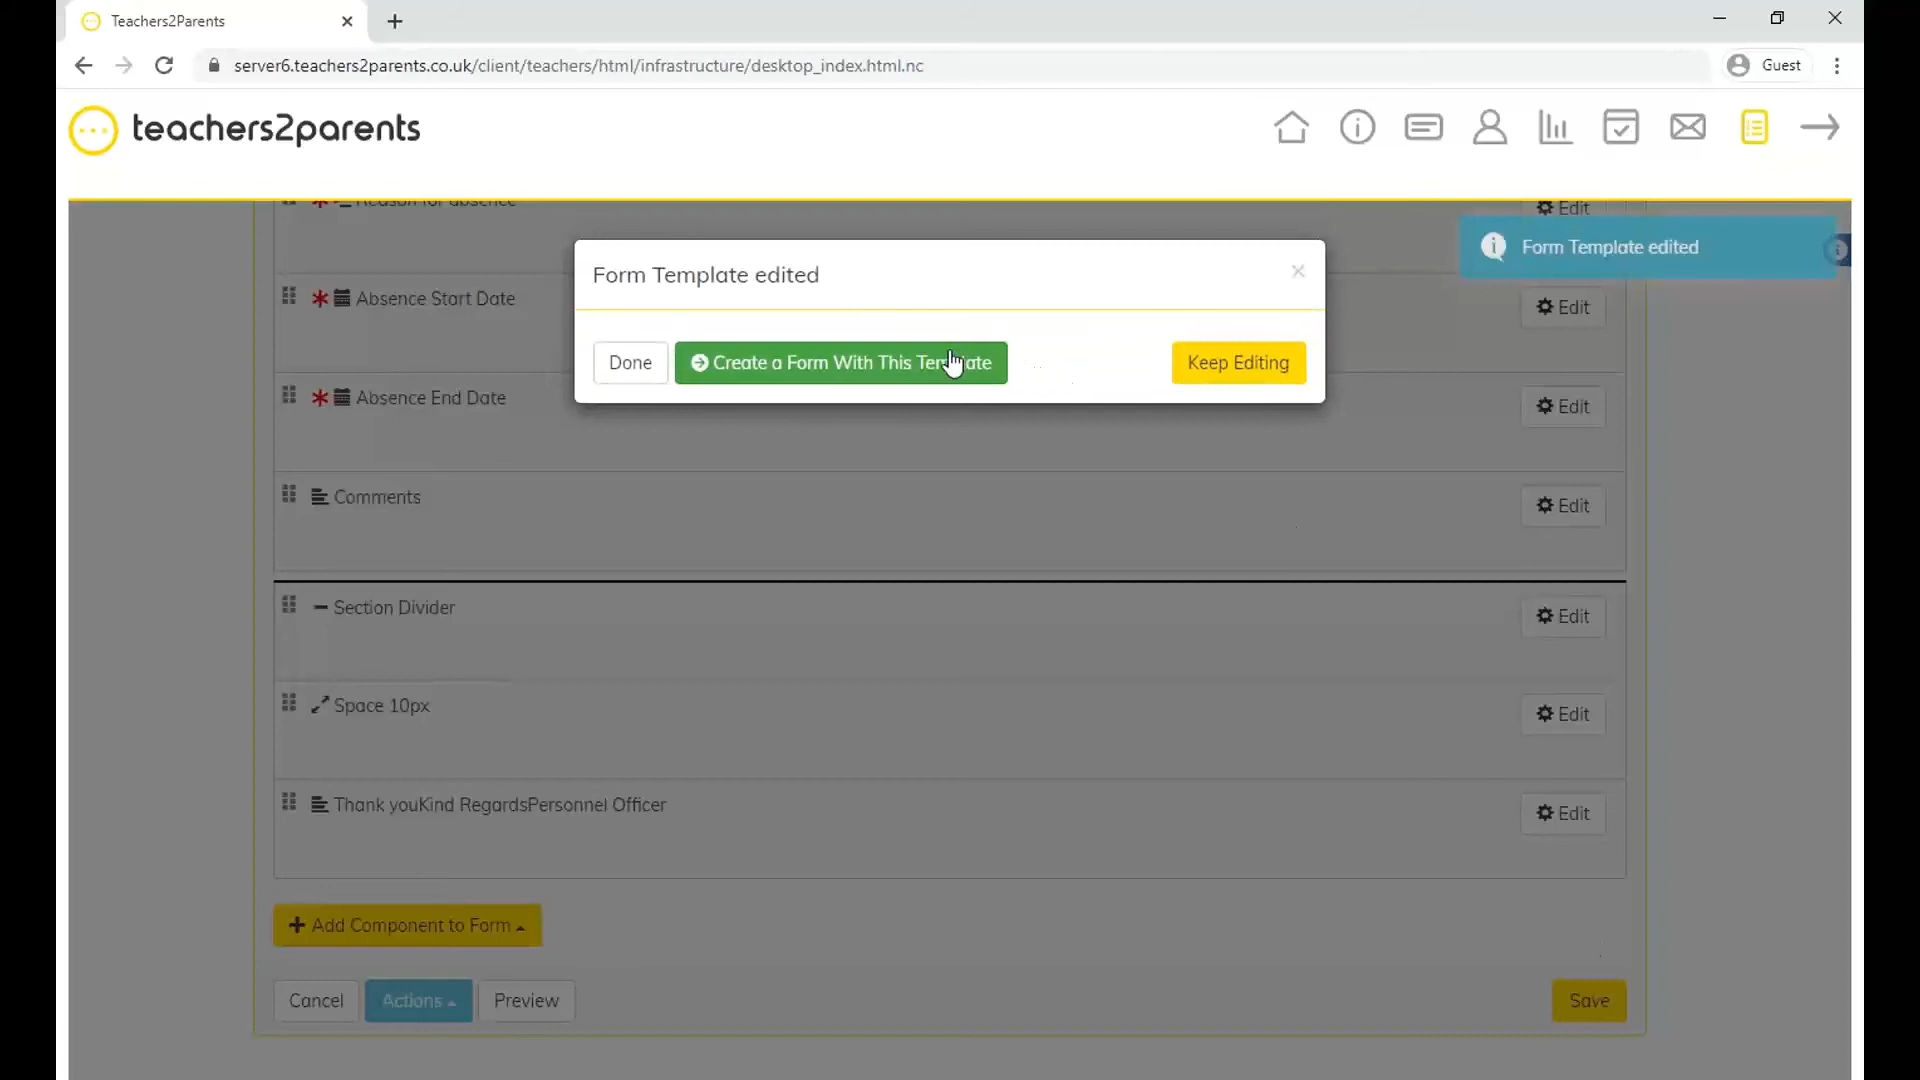 Teachers2Parents
server6.teachers2parents.co.uk/client/teachers/html/infrastructure/desktop_index.html.nc
Guest
teachers2parents
Reason for absence
Edit
Form Template edited
Form Template edited
Absence Start Date
Edit
Done
Create a Form With This Template
Keep Editing
Absence End Date
Edit
Comments
Edit
Section Divider
Edit
Space 10px
Edit
Thank youKind RegardsPersonnel Officer
Edit
Add Component to Form
Cancel
Actions
Preview
Save